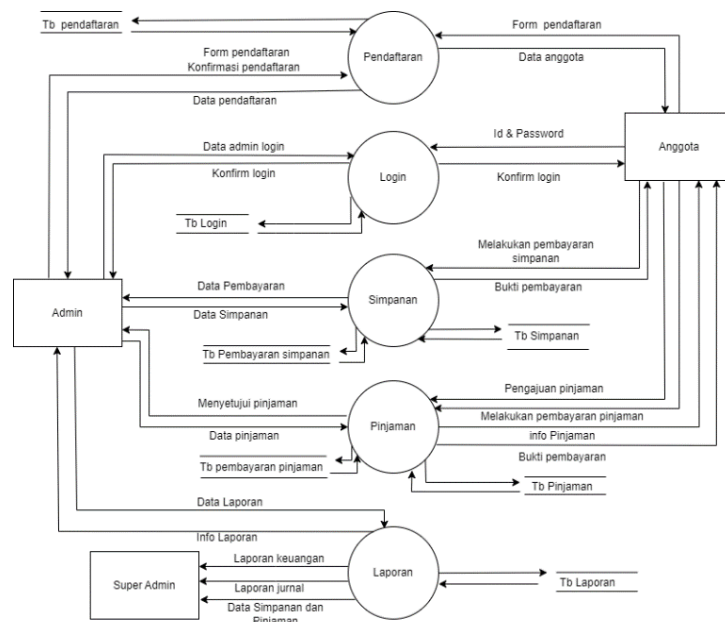 Tb pendaftaran
Form pendaftaran
Form pendaftaran
Konfirmasi pendaftaran
Pendaftaran
Data anggota
Data pendaftaran
Id & Password
Data admin login
Anggota
Konfirm login
Login
Konfirm login
Tb Login
Melakukan pembayaran
simpanan
Data Pembayaran
Bukti pembayaran
Simpanan
Admin
Data Simpanan
Tb Simpanan
Tb Pembayaran simpanan
Pengajuan pinjaman
Menyetujui pinjaman
Melakukan pembayaran pinjaman
Pinjaman
Data pinjaman
info Pinjaman
Bukti pembayaran
Tb pembayaran pinjaman
Tb Pinjaman
Data Laporan
Info Laporan
Laporan keuangan
Laporan
Super Admin
Laporan jurnal
Tb Laporan
Data Simpanan dan
Pinjaman